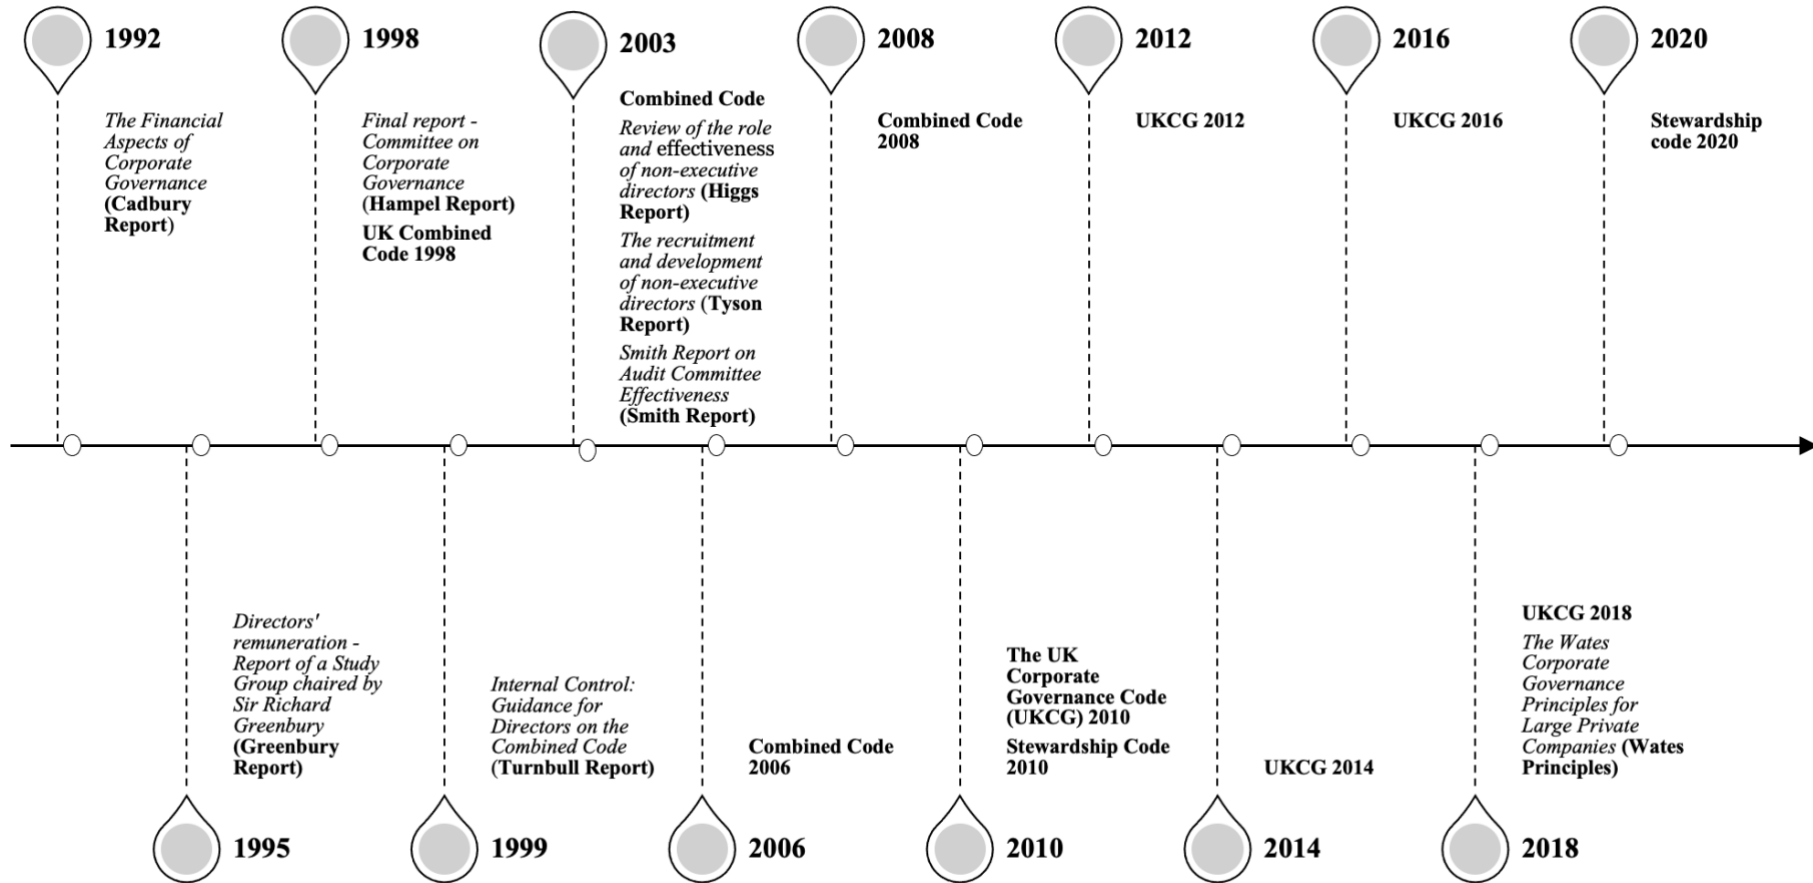 1992
The Financial
Aspects of
Corporate
Governance
(Cadbury
Report)
1998
Final report -
Committee on
Corporate
Governance
(Hampel Report)
UK Combined
Code 1998
2003
Combined Code
Review of the role
and effectiveness
of non-executive
directors (Higgs
Report)
The recruitment
and development
of non-executive
directors (Tyson
Report)
Smith Report on
Audit Committee
Effectiveness
(Smith Report)
2008
Combined Code
2008
2012
UKCG 2012
2016
UKCG 2016
2020
Stewardship
code 2020
Directors'
remuneration -
Report of a Study
Group chaired by
Sir Richard
Greenbury
(Greenbury
Report)
1995
Internal Control:
Guidance for
Directors on the
Combined Code
(Turnbull Report)
1999
Combined Code
2006
2006
The UK
Corporate
Governance Code
(UKCG) 2010
Stewardship Code
2010
2010
UKCG 2014
2014
UKCG 2018
The Wates
Corporate
Governance
Principles for
Large Private
Companies (Wates
Principles)
2018